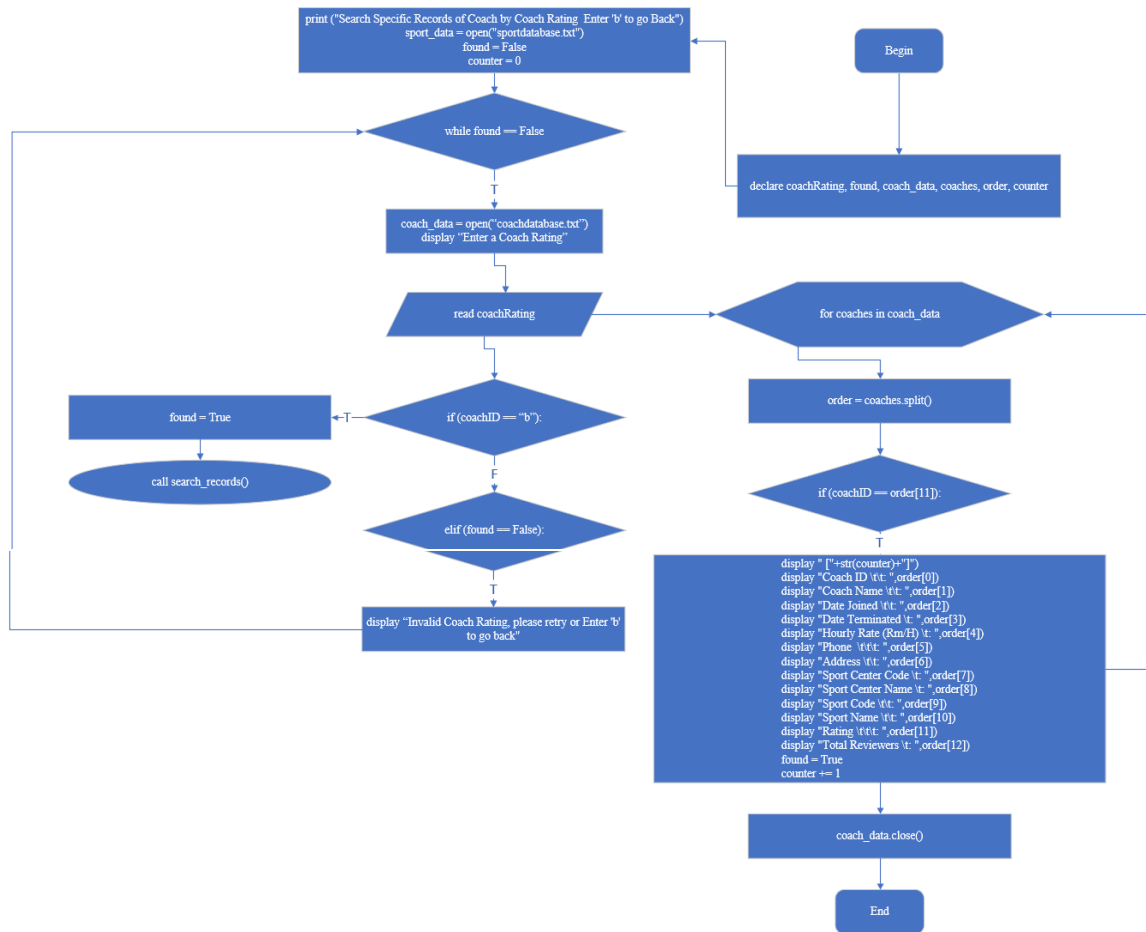 Begin
declare coachRating, found, coach_data, coaches, order, counter
print ("Search Specific Records of Coach by Coach Rating  Enter 'b' to go Back")
sport_data = open("sportdatabase.txt")
found = False
counter = 0
while found == False
T
coach_data = open(“coachdatabase.txt”)
display “Enter a Coach Rating”
read coachRating
if (coachID == “b”):
T
found = True
call search_records()
F
elif (found == False):
T
display “Invalid Coach Rating, please retry or Enter 'b'
to go back”
for coaches in coach_data
order = coaches.split()
if (coachID == order[11]):
T
display " ["+str(counter)+"]")
display "Coach ID \t\t: ",order[0])
display "Coach Name \t\t: ",order[1])
display "Date Joined \t\t: ",order[2])
display "Date Terminated \t: ",order[3])
display "Hourly Rate (Rm/H) \t: ",order[4])
display "Phone  \t\t\t: ",order[5])
display "Address \t\t: ",order[6])
display "Sport Center Code \t: ",order[7])
display "Sport Center Name \t: ",order[8])
display "Sport Code \t\t: ",order[9])
display "Sport Name \t\t: ",order[10])
display "Rating \t\t\t: ",order[11])
display "Total Reviewers \t: ",order[12])
found = True
counter += 1
coach_data.close()
End